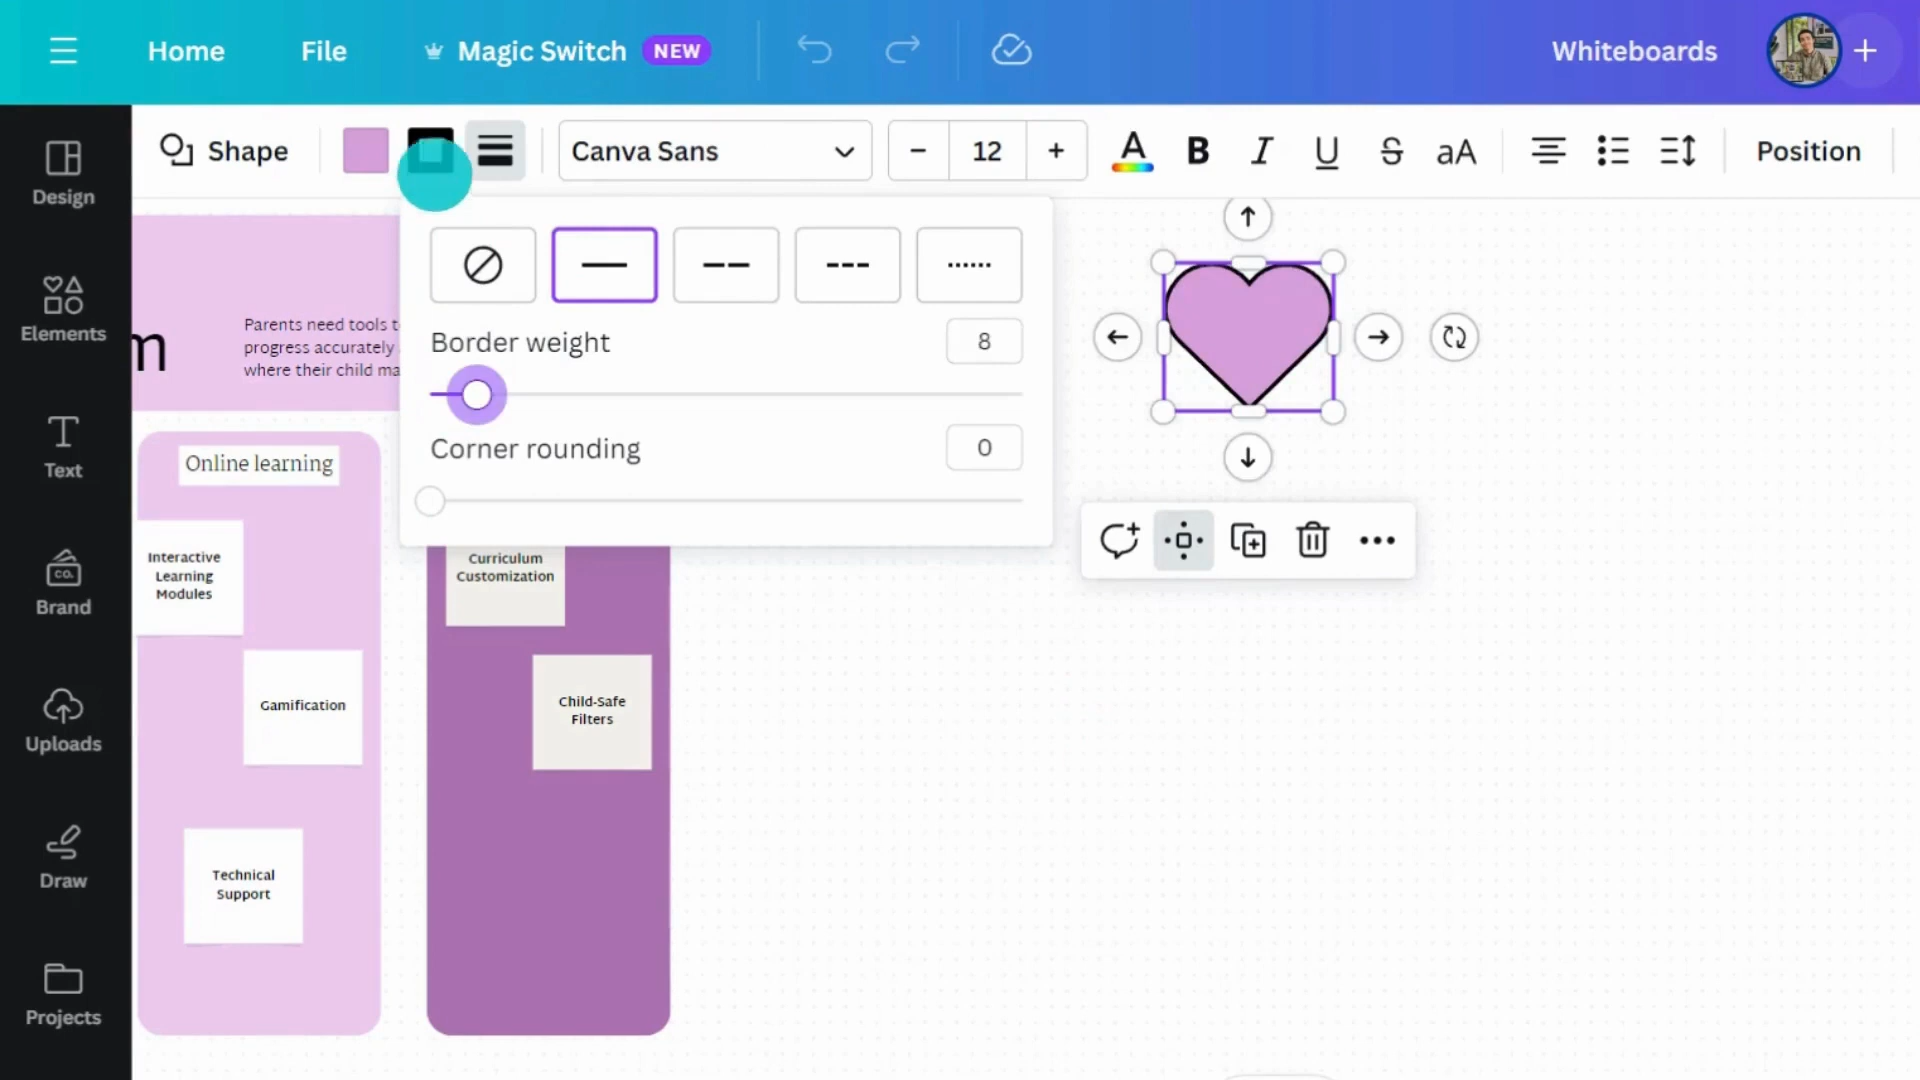 Home
File
Magic Switch
NEW
Whiteboards
Shape
Canva Sans
12
A
B
I
U
S
aA
Position
Design
Elements
Text
CO.
Brand
Uploads
Draw
Projects
Border weight
8
Corner rounding
0
m
Parents need tools t
progress accurately
where their child ma
Online learning
Interactive
Learning
Modules
Gamification
Technical
Support
Curriculum
Customization
Child-Safe
Filters